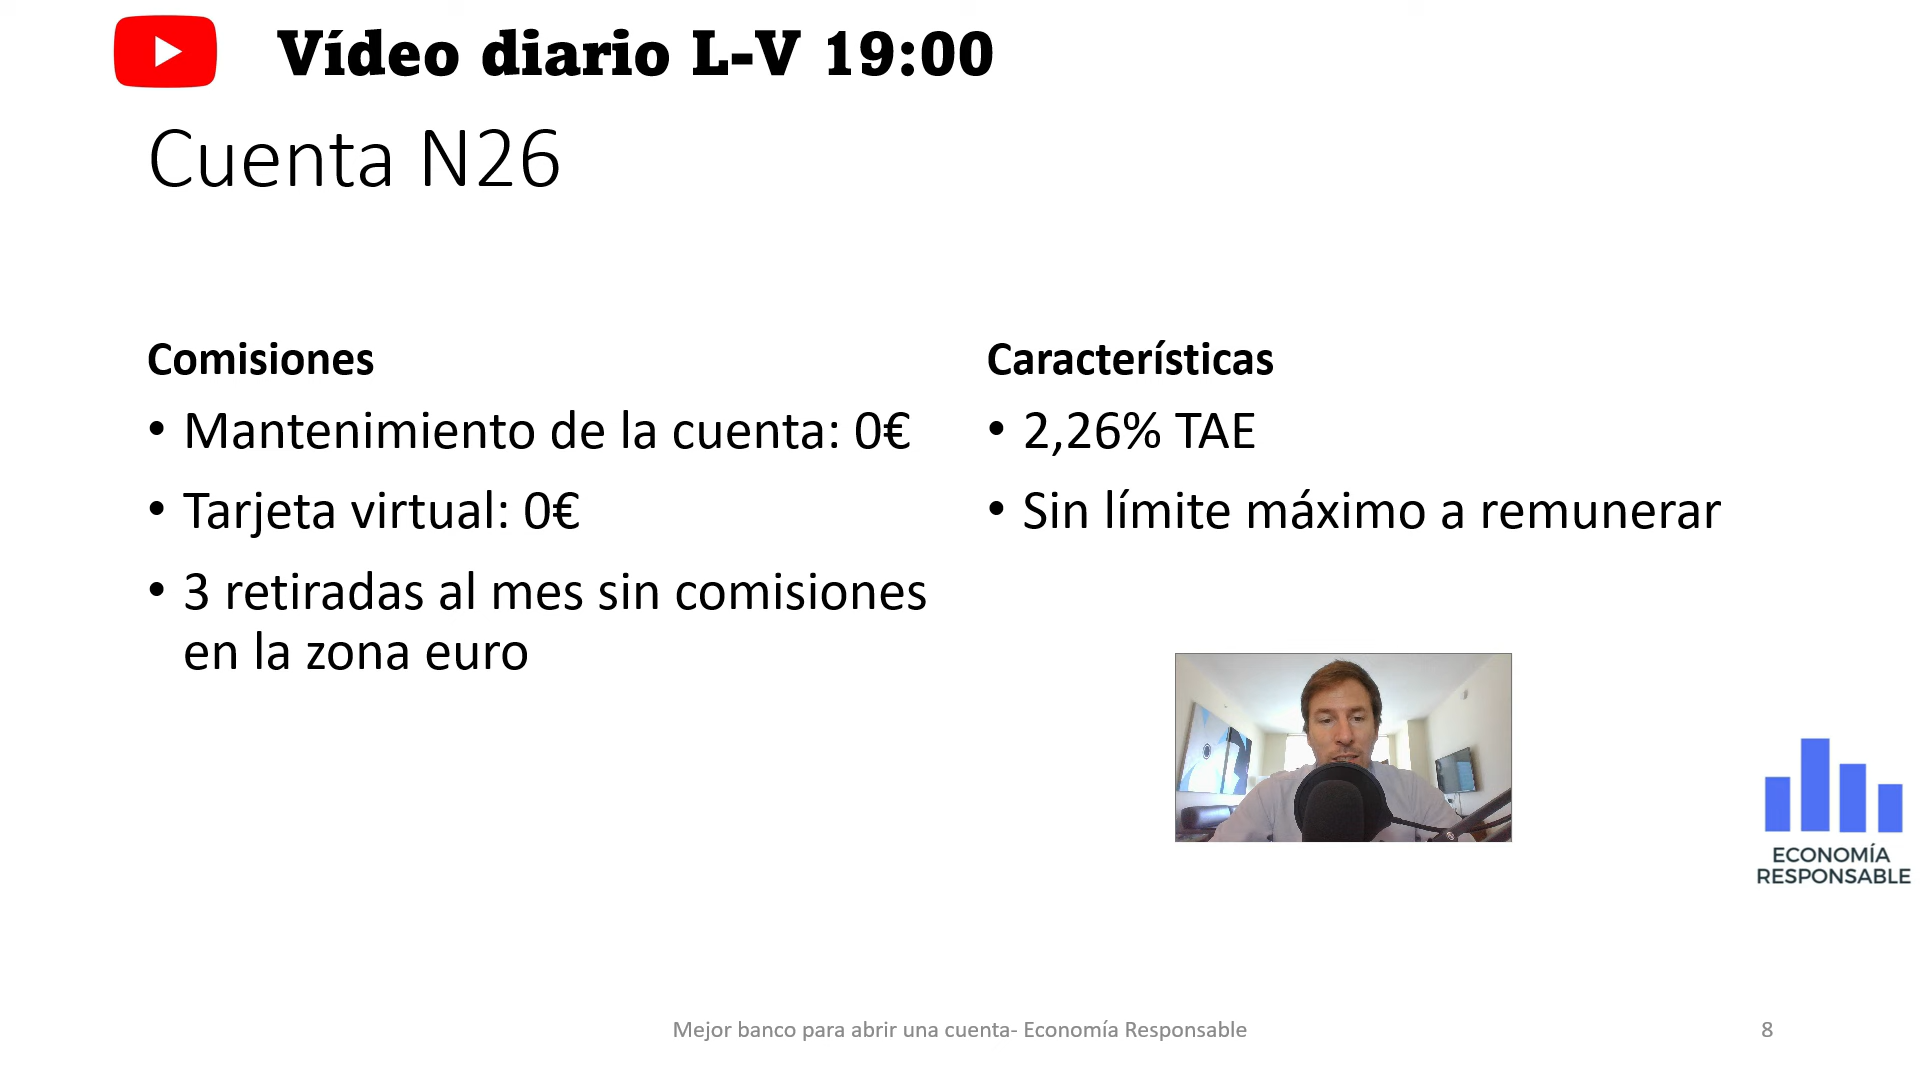 Vídeo diario L-V 19:00
Cuenta N26
Comisiones
• Mantenimiento de la cuenta: 0€
• Tarjeta virtual: 0€
• 3 retiradas al mes sin comisiones
en la zona euro
Características
• 2,26% TAE
• Sin límite máximo a remunerar
ECONOMÍA
RESPONSABLE
Mejor banco para abrir una cuenta- Economía Responsable
8